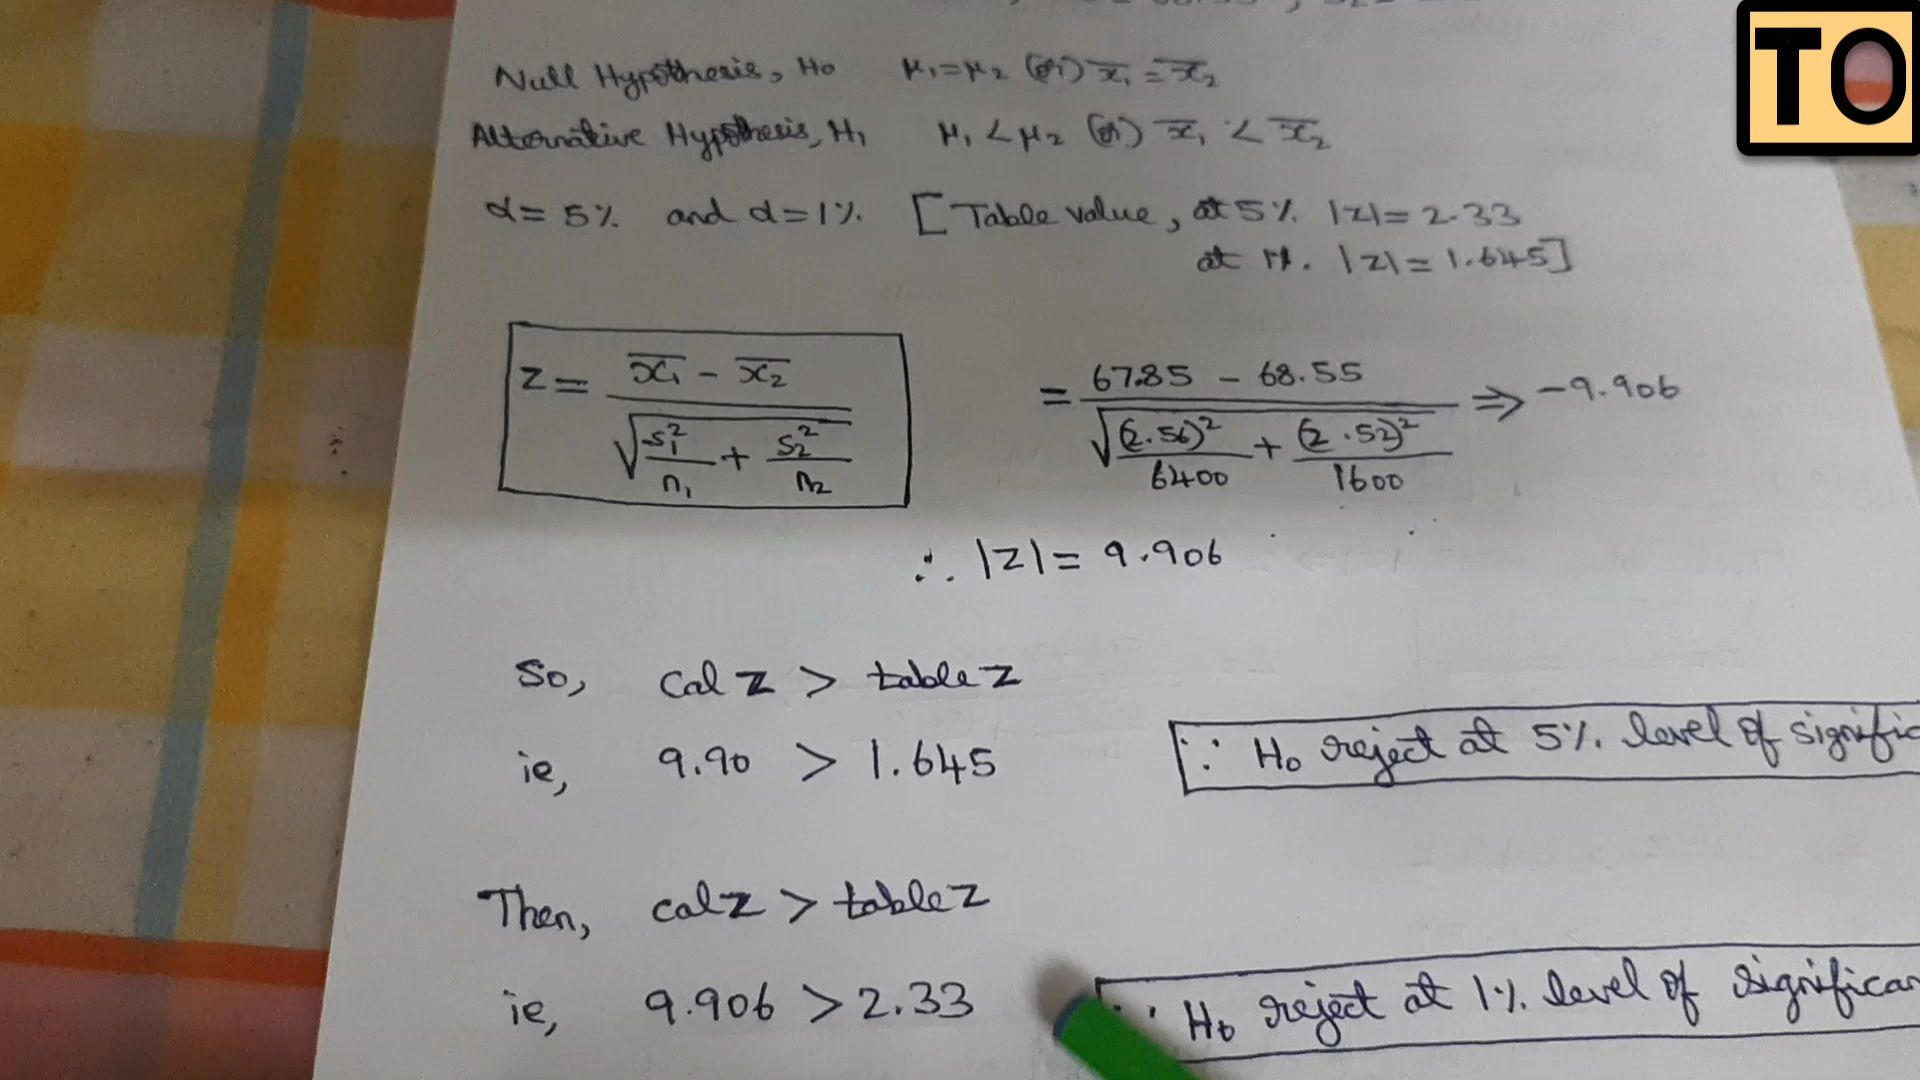 TO
Null Hypothesis, H₀ μ₁=μ₂ (or) x̄₁ = x̄₂
Alternative Hypothesis, H₁ μ₁ < μ₂ (or) x̄₁ < x̄₂
α = 5% and α = 1% [Table value, at 5% |z| = 2.33
at 1%. |z| = 1.645]
z = (x̄₁ - x̄₂) / √(s₁²/n₁ + s₂²/n₂) = (67.85 - 68.55) / √((2.56)²/6400 + (2.52)²/1600) ⇒ -9.906
∴ |z| = 9.906
So, cal z > table z
ie, 9.90 > 1.645 ∵ H₀ reject at 5%. level of signific
Then, cal z > table z
ie, 9.906 > 2.33 H₀ reject at 1%. level of significan